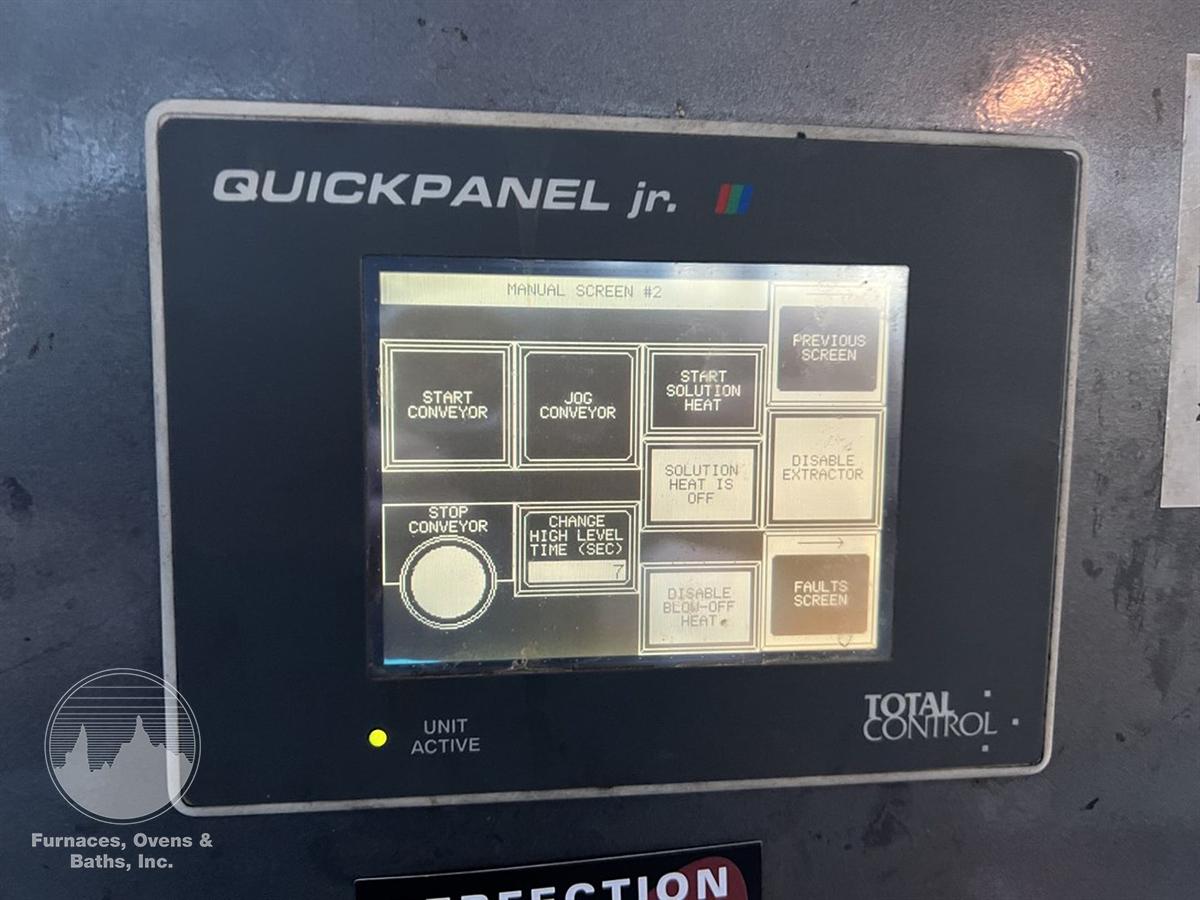 QUICKPANEL jr.
MANUAL SCREEN #2
PREVIOUS
SCREEN
START
CONVEYOR
JOG
CONVEYOR
START
SOLUTION
HEAT
SOLUTION
HEAT IS
OFF
DISABLE
EXTRACTOR
STOP
CONVEYOR
CHANGE
HIGH LEVEL
TIME (SEC)
7
DISABLE
BLOW-OFF
HEAT
FAULTS
SCREEN
UNIT
ACTIVE
TOTAL
CONTROL
Furnaces, Ovens &
Baths, Inc.